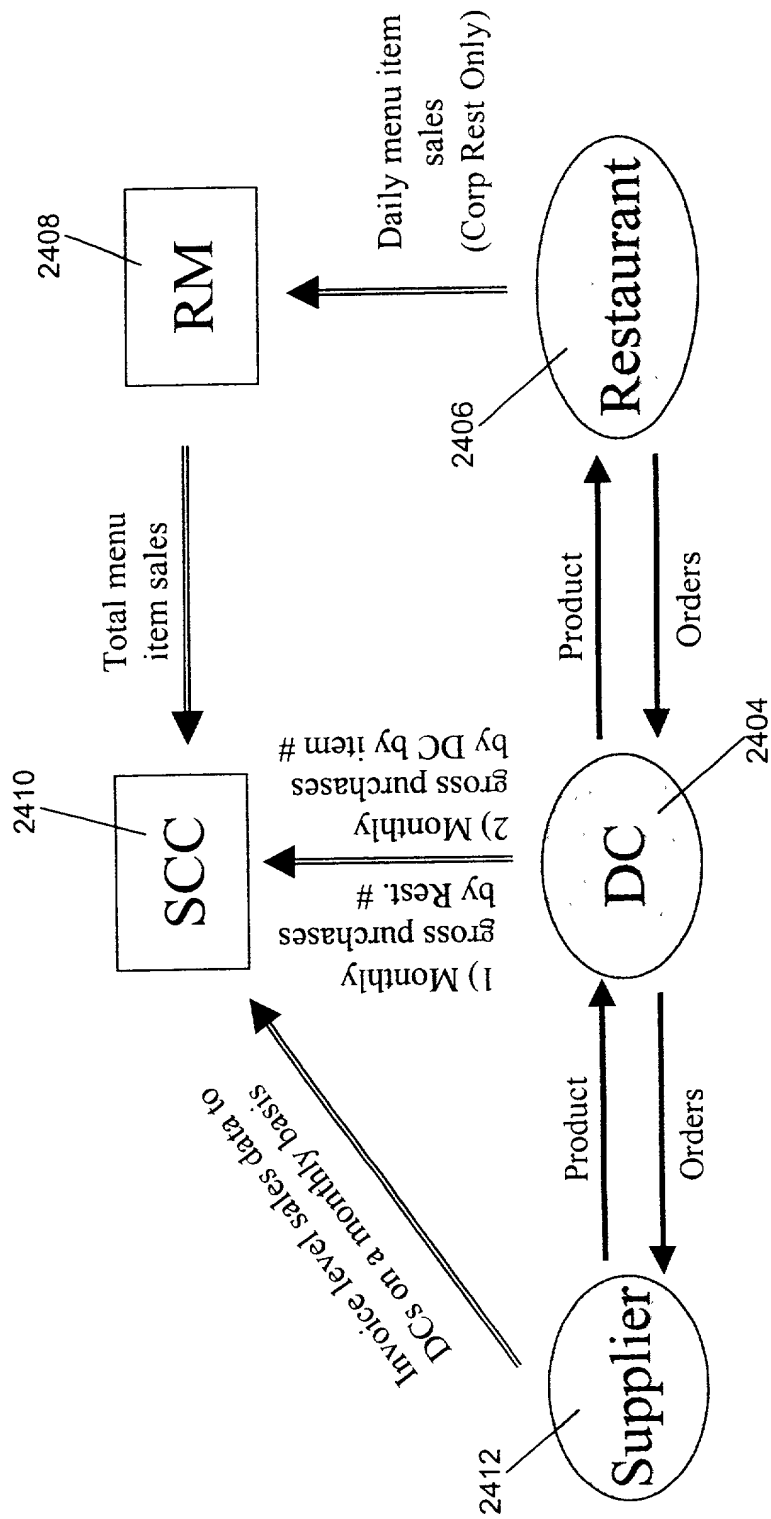 2410
SCC
Total menu
item sales
2408
RM
Invoice level sales data to
DCs on a monthly basis
1) Monthly
gross purchases
by Rest. #
2) Monthly
gross purchases
by DC by item #
Daily menu item
sales
(Corp Rest Only)
2412
Supplier
Product
Orders
DC
2404
Product
Orders
2406
Restaurant